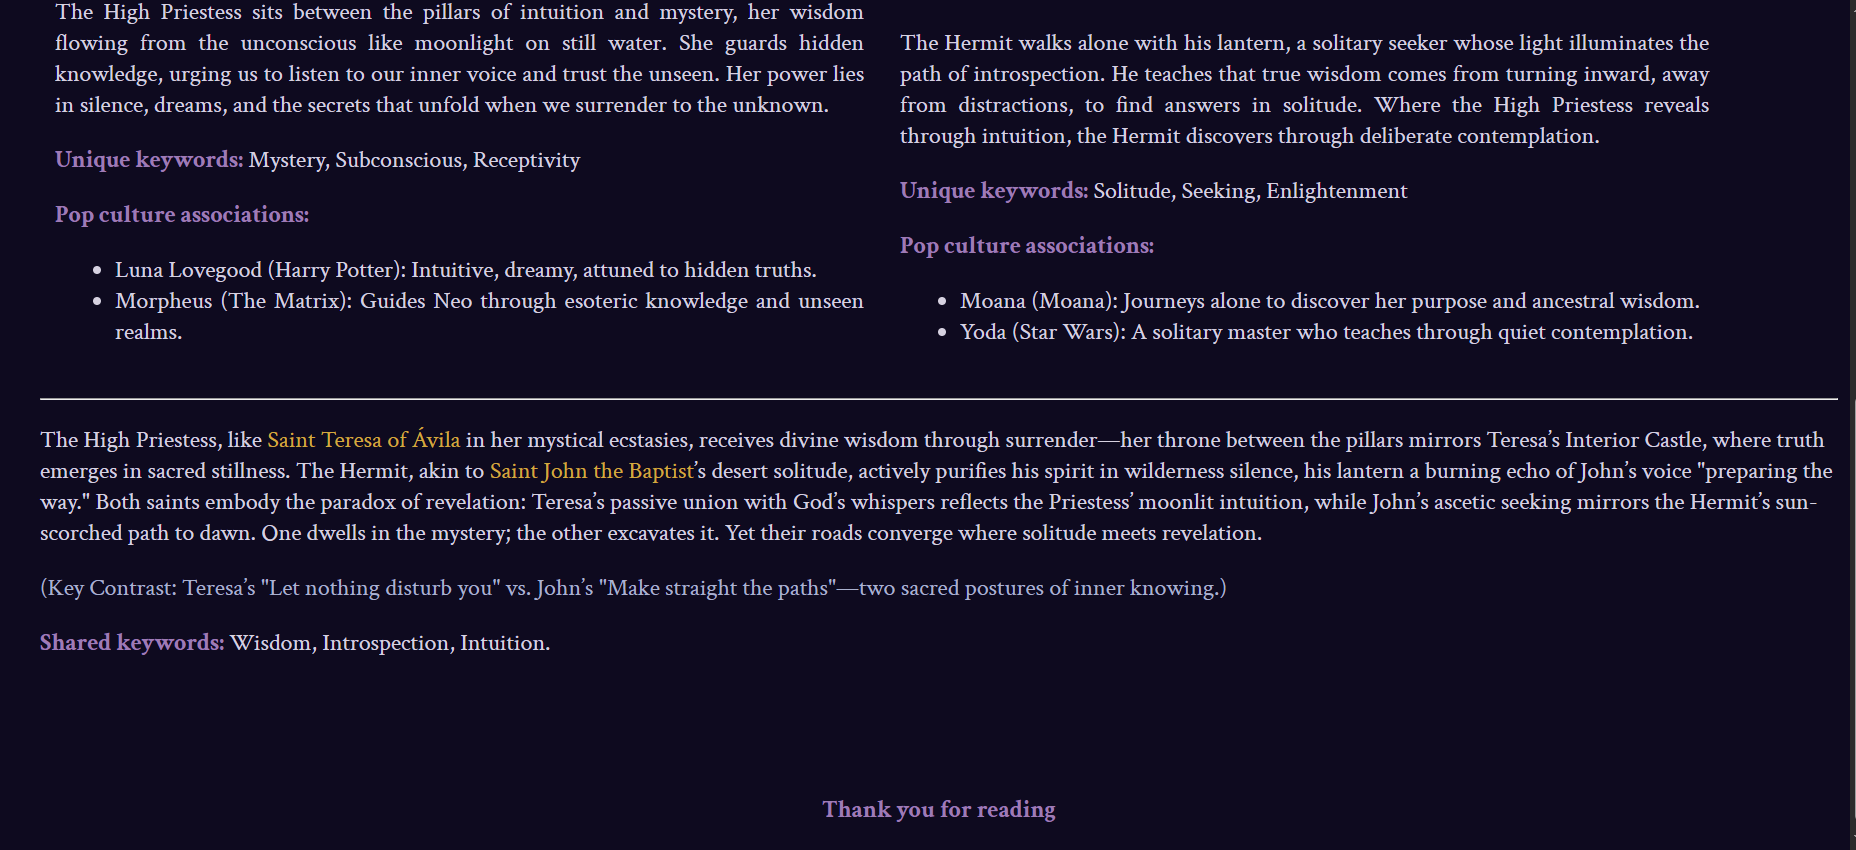 The High Priestess sits between the pillars of intuition and mystery, her wisdom
flowing from the unconscious like moonlight on still water. She guards hidden
knowledge, urging us to listen to our inner voice and trust the unseen. Her power lies
in silence, dreams, and the secrets that unfold when we surrender to the unknown.
Unique keywords: Mystery, Subconscious, Receptivity
Pop culture associations:
• Luna Lovegood (Harry Potter): Intuitive, dreamy, attuned to hidden truths.
• Morpheus (The Matrix): Guides Neo through esoteric knowledge and unseen
realms.
The Hermit walks alone with his lantern, a solitary seeker whose light illuminates the
path of introspection. He teaches that true wisdom comes from turning inward, away
from distractions, to find answers in solitude. Where the High Priestess reveals
through intuition, the Hermit discovers through deliberate contemplation.
Unique keywords: Solitude, Seeking, Enlightenment
Pop culture associations:
• Moana (Moana): Journeys alone to discover her purpose and ancestral wisdom.
• Yoda (Star Wars): A solitary master who teaches through quiet contemplation.
The High Priestess, like Saint Teresa of Ávila in her mystical ecstasies, receives divine wisdom through surrender—her throne between the pillars mirrors Teresa’s Interior Castle, where truth
emerges in sacred stillness. The Hermit, akin to Saint John the Baptist’s desert solitude, actively purifies his spirit in wilderness silence, his lantern a burning echo of John’s voice "preparing the
way." Both saints embody the paradox of revelation: Teresa’s passive union with God’s whispers reflects the Priestess’ moonlit intuition, while John’s ascetic seeking mirrors the Hermit’s sun-
scorched path to dawn. One dwells in the mystery; the other excavates it. Yet their roads converge where solitude meets revelation.
(Key Contrast: Teresa’s "Let nothing disturb you" vs. John’s "Make straight the paths"—two sacred postures of inner knowing.)
Shared keywords: Wisdom, Introspection, Intuition.
Thank you for reading